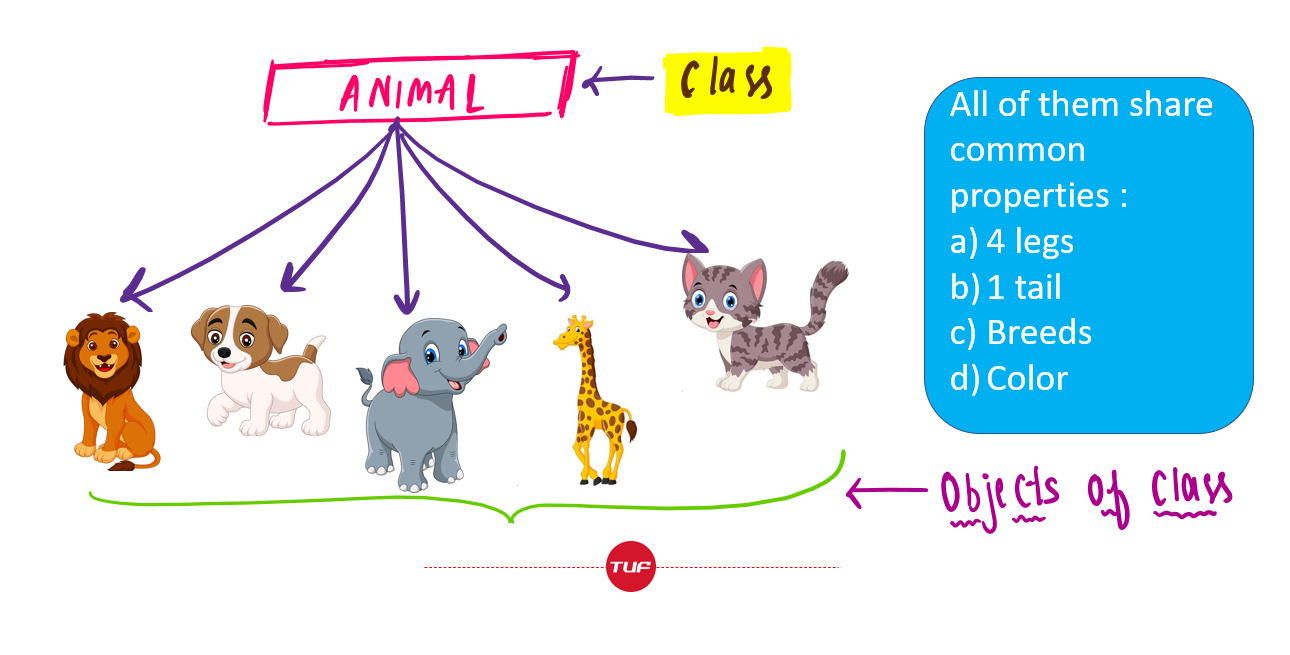 ANIMAL
Class
All of them share
common
properties :
a) 4 legs
b) 1 tail
c) Breeds
d) Color
Objects of class
TUF